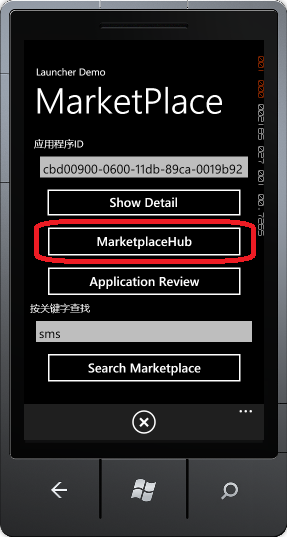 Launcher Demo
MarketPlace
应用程序ID
cbd00900-0600-11db-89ca-0019b92
Show Detail
MarketplaceHub
Application Review
按关键字查找
sms
Search Marketplace